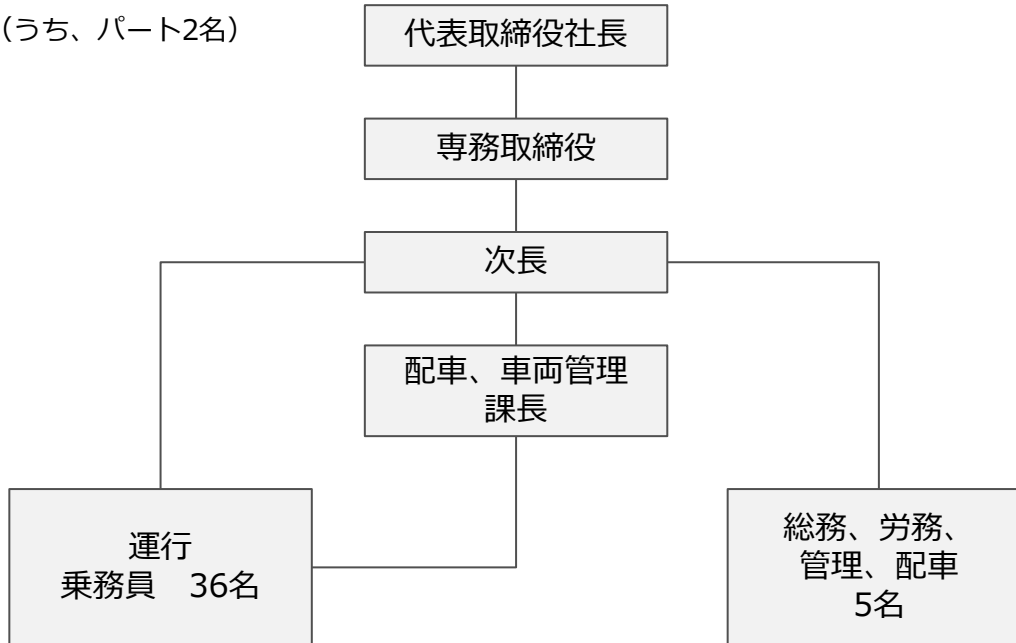 （うち、パート2名）
代表取締役社長
専務取締役
次長
配車、車両管理
課長
運行
乗務員　36名
総務、労務、
管理、配車
5名